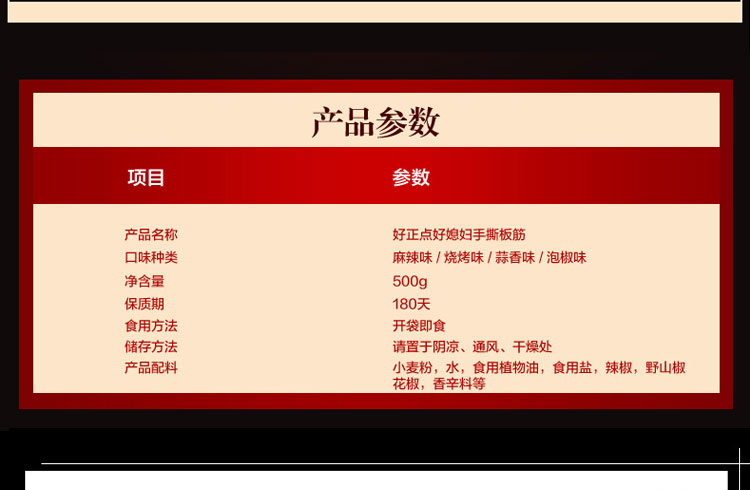 产品参数
项目 参数
产品名称 好正点好媳妇手撕板筋
口味种类 麻辣味 / 烧烤味 / 蒜香味 / 泡椒味
净含量 500g
保质期 180天
食用方法 开袋即食
储存方法 请置于阴凉、通风、干燥处
产品配料 小麦粉，水，食用植物油，食用盐，辣椒，野山椒
花椒，香辛料等